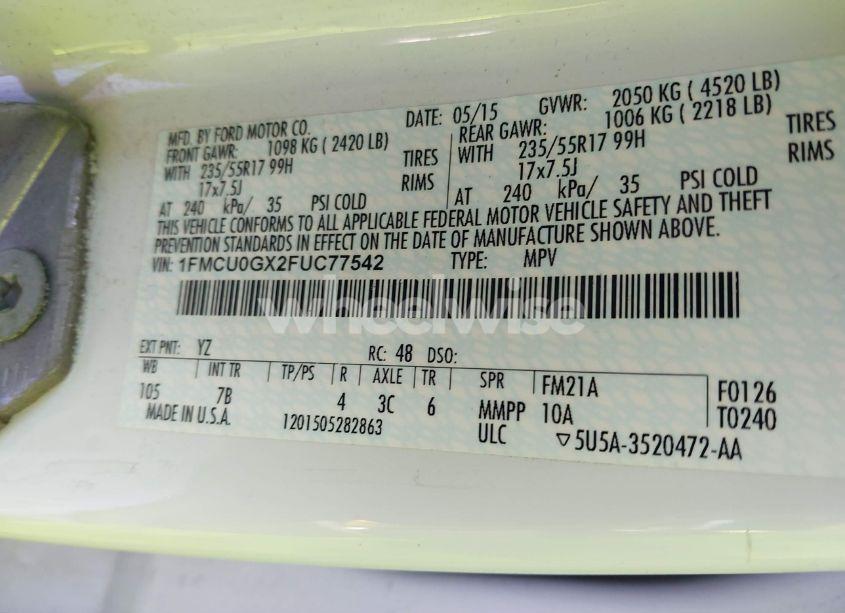 MFD. BY FORD MOTOR CO. DATE: 05/15 GVWR: 2050 KG ( 4520 LB)
FRONT GAWR: 1098 KG ( 2420 LB) REAR GAWR: 1006 KG ( 2218 LB)
WITH 235/55R17 99H TIRES WITH 235/55R17 99H TIRES
17x7.5J RIMS 17x7.5J RIMS
AT 240 kPa/ 35 PSI COLD AT 240 kPa/ 35 PSI COLD
THIS VEHICLE CONFORMS TO ALL APPLICABLE FEDERAL MOTOR VEHICLE SAFETY AND THEFT
PREVENTION STANDARDS IN EFFECT ON THE DATE OF MANUFACTURE SHOWN ABOVE.
VIN: 1FMCU0GX2FUC77542 TYPE: MPV
wheelwise
EXT PNT: YZ RC: 48 DSO:
WB INT TR TP/PS R AXLE TR SPR FM21A F0126
105 7B 4 3C 6 MMPP 10A T0240
MADE IN U.S.A. 1201505282863 ULC ▽5U5A-3520472-AA